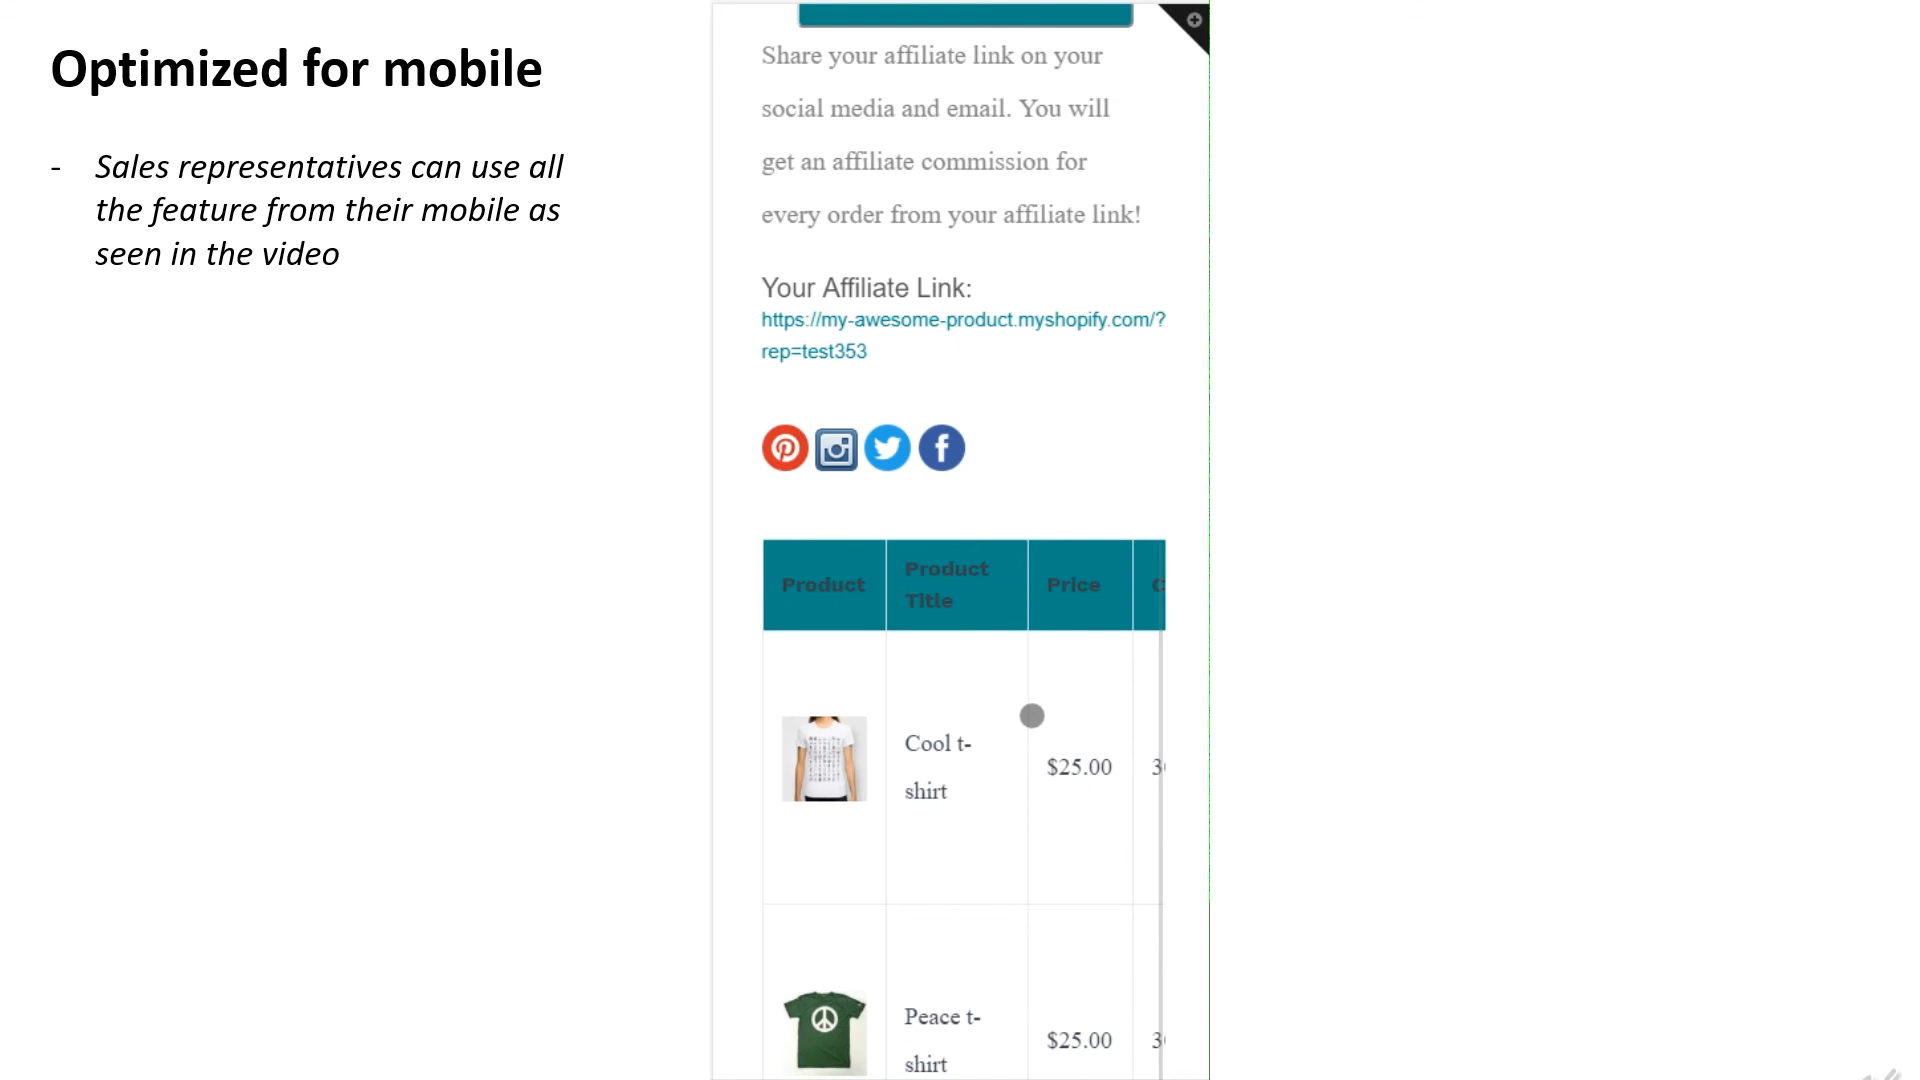 Optimized for mobile
- Sales representatives can use all
the feature from their mobile as
seen in the video
Share your affiliate link on your
social media and email. You will
get an affiliate commission for
every order from your affiliate link!
Your Affiliate Link:
https://my-awesome-product.myshopify.com/?
rep=test353
Product
Product
Title
Price
Cool t-
shirt
$25.00
Peace t-
shirt
$25.00